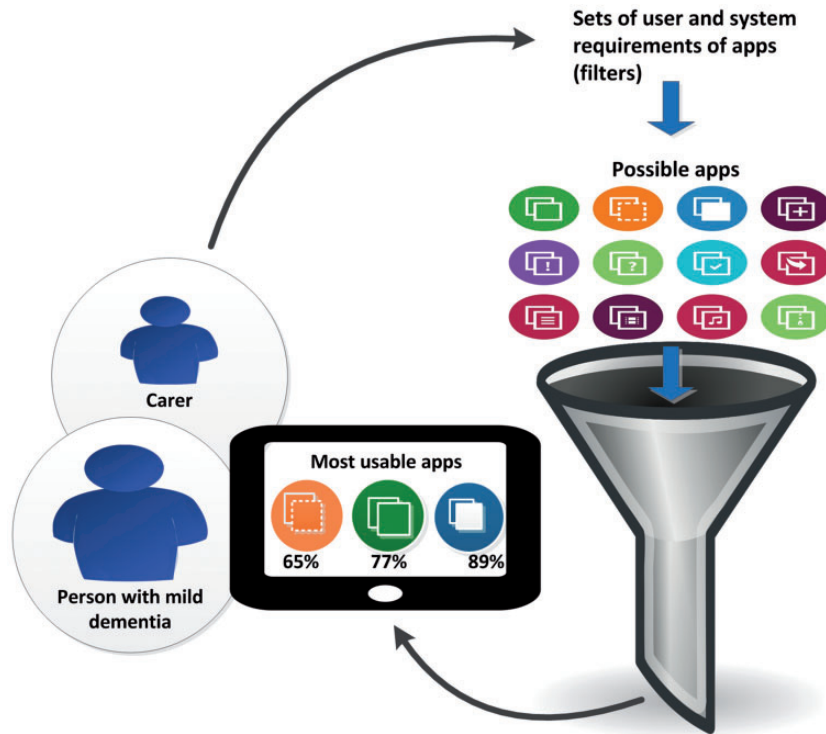 Sets of user and system
requirements of apps
(filters)
Possible apps
!
?
Carer
Most usable apps
65%
77%
89%
Person with mild
dementia